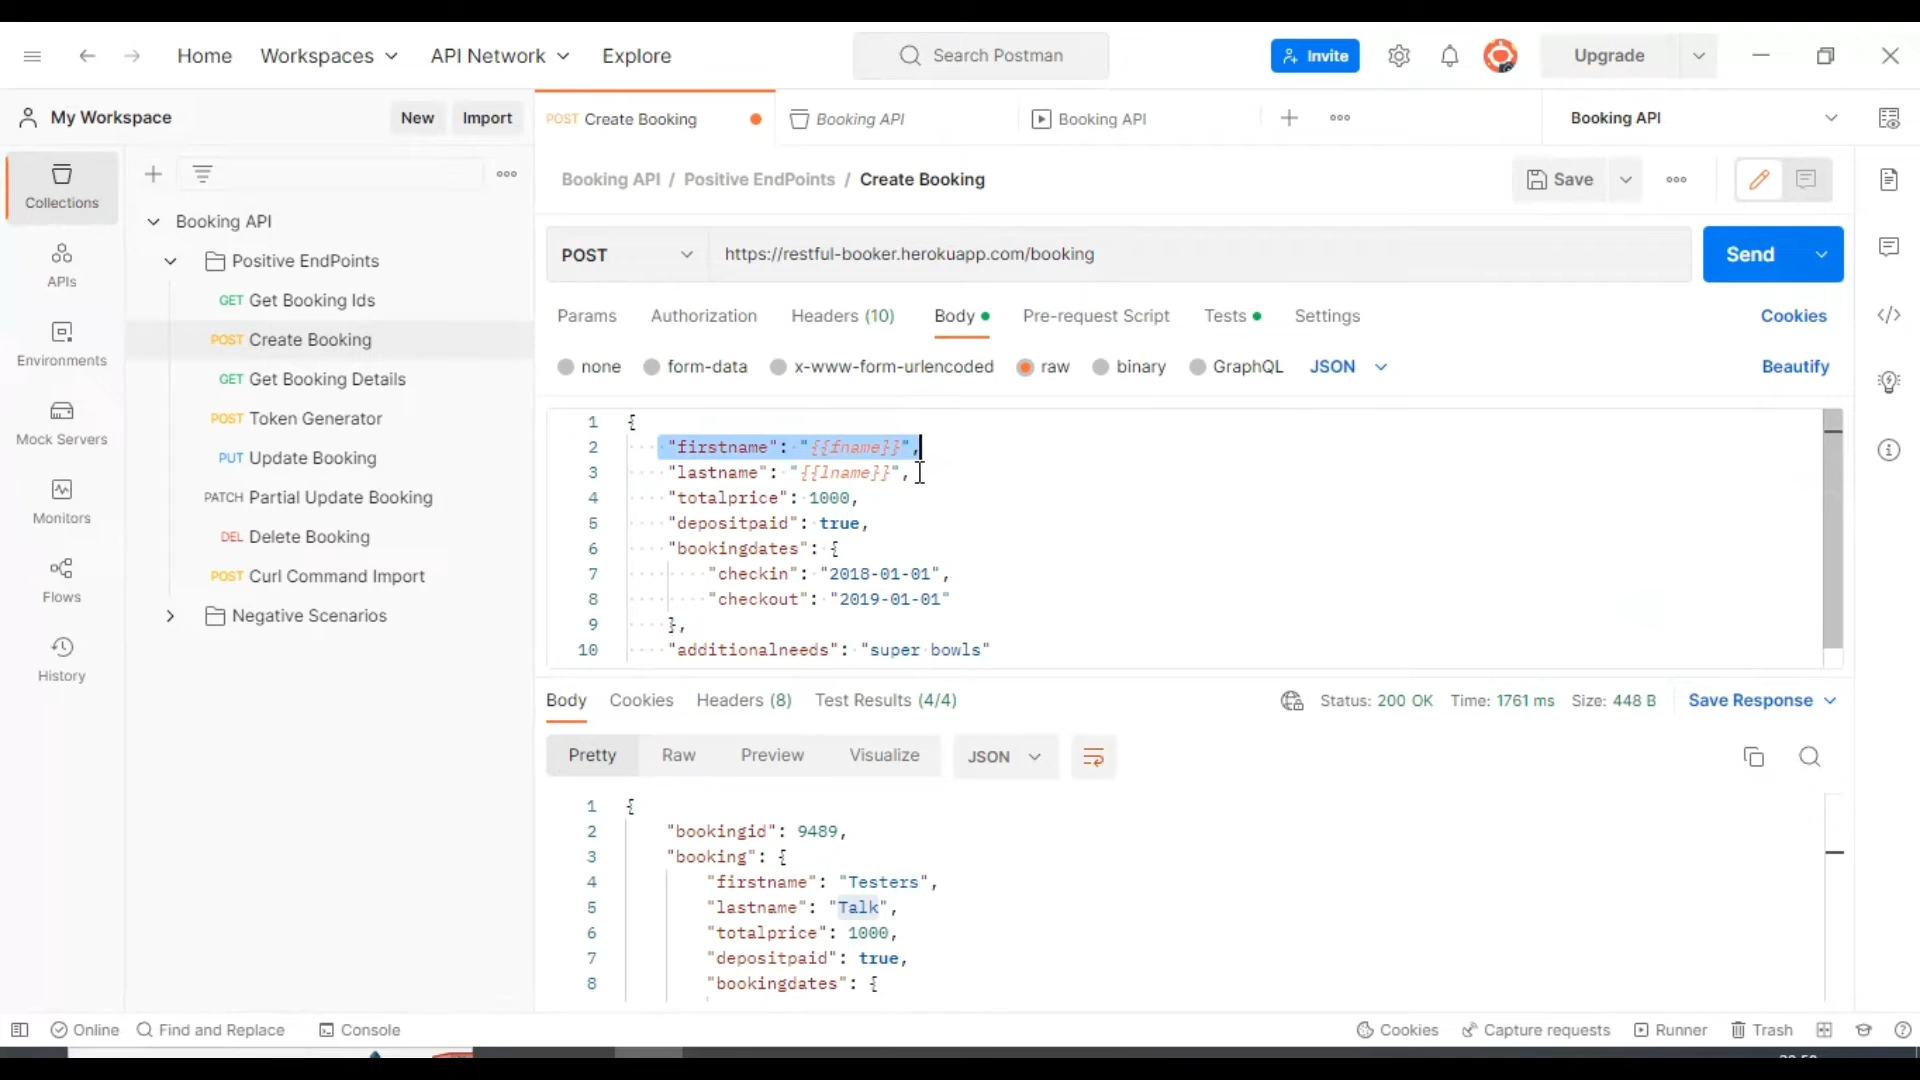 Home Workspaces API Network Explore Search Postman Invite Upgrade
My Workspace New Import POST Create Booking Booking API Booking API Booking API
Collections
APIs
Environments
Mock Servers
Monitors
Flows
History
Booking API
Positive EndPoints
GET Get Booking Ids
POST Create Booking
GET Get Booking Details
POST Token Generator
PUT Update Booking
PATCH Partial Update Booking
DEL Delete Booking
POST Curl Command Import
Negative Scenarios
Booking API / Positive EndPoints / Create Booking Save
POST https://restful-booker.herokuapp.com/booking Send
Params Authorization Headers (10) Body Pre-request Script Tests Settings Cookies
none form-data x-www-form-urlencoded raw binary GraphQL JSON Beautify
1 {
2 "firstname": "{{fname}}",
3 "lastname": "{{lname}}",
4 "totalprice": 1000,
5 "depositpaid": true,
6 "bookingdates": {
7 "checkin": "2018-01-01",
8 "checkout": "2019-01-01"
9 },
10 "additionalneeds": "super bowls"
Body Cookies Headers (8) Test Results (4/4) Status: 200 OK Time: 1761 ms Size: 448 B Save Response
Pretty Raw Preview Visualize JSON
1 {
2 "bookingid": 9489,
3 "booking": {
4 "firstname": "Testers",
5 "lastname": "Talk",
6 "totalprice": 1000,
7 "depositpaid": true,
8 "bookingdates": {
Online Find and Replace Console Cookies Capture requests Runner Trash